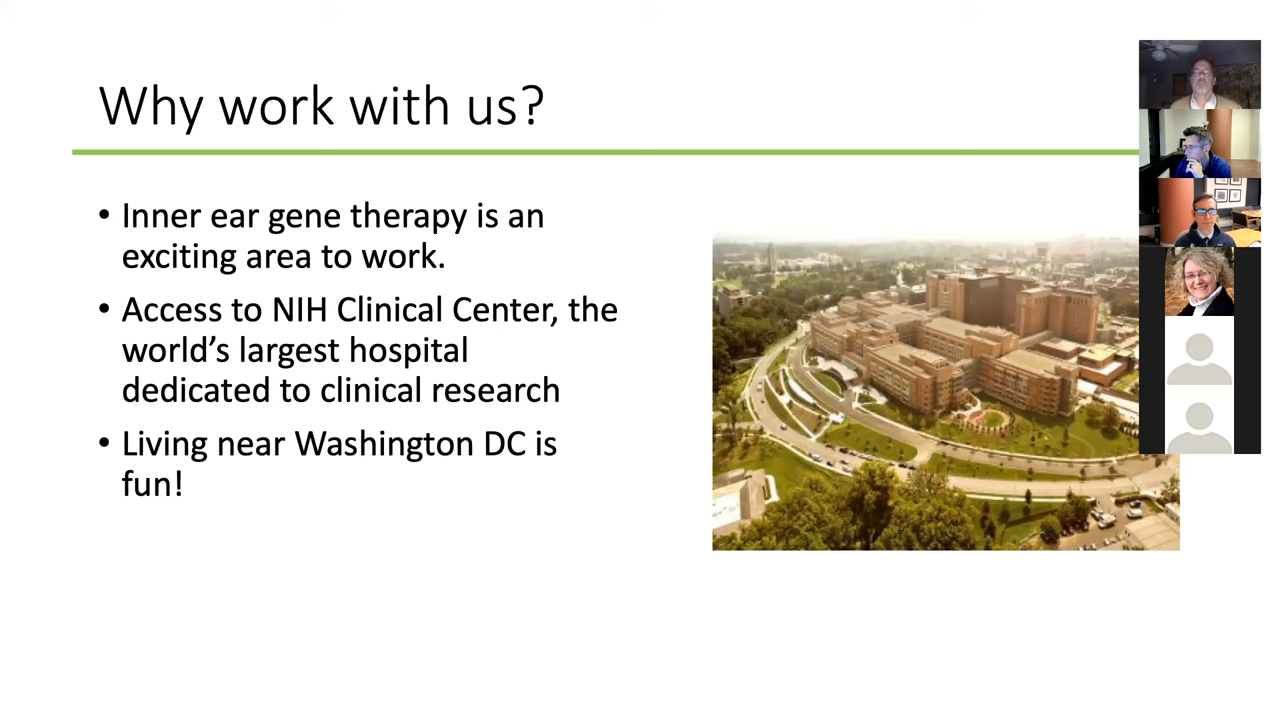 Why work with us?
• Inner ear gene therapy is an
exciting area to work.
• Access to NIH Clinical Center, the
world’s largest hospital
dedicated to clinical research
• Living near Washington DC is
fun!